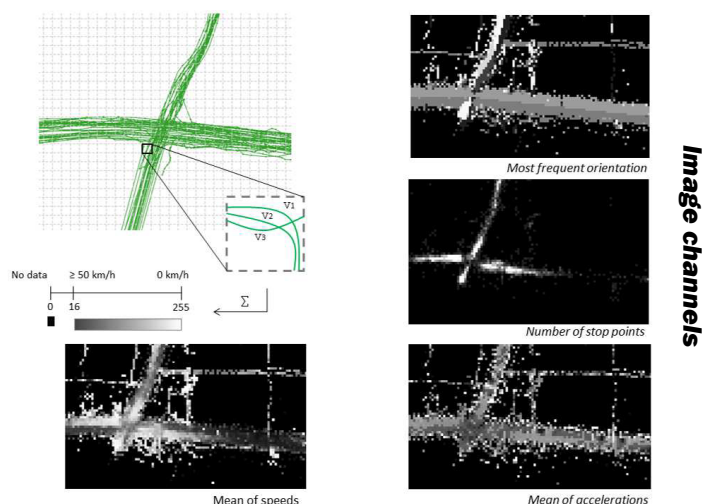 V1
V2
V3
No data
≥ 50 km/h
0 km/h
0
16
255
Σ
Mean of speeds
Most frequent orientation
Number of stop points
Mean of accelerations
Image channels